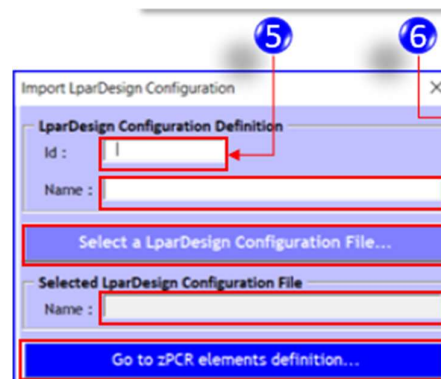 5
6
Import LparDesign Configuration
LparDesign Configuration Definition
Id :
Name :
Select a LparDesign Configuration File...
Selected LparDesign Configuration File
Name :
Go to zPCR elements definition...